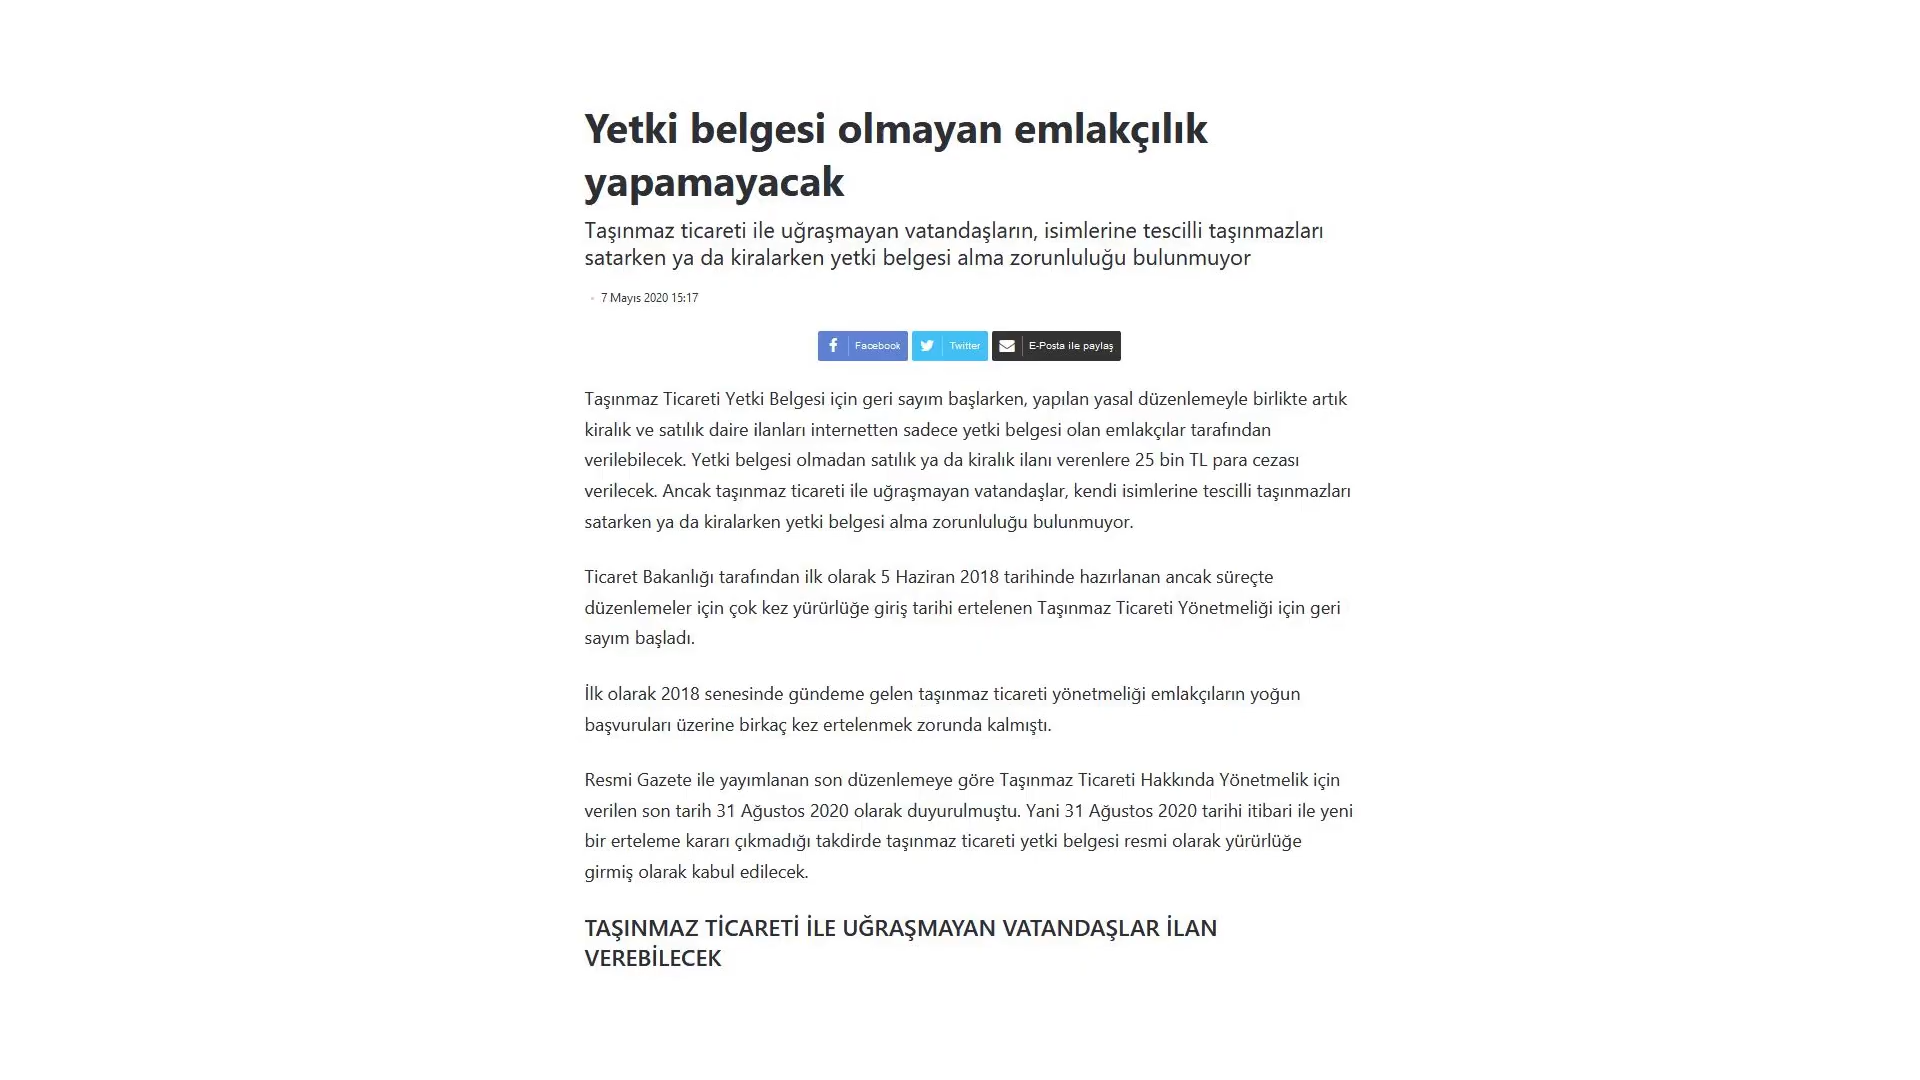 Yetki belgesi olmayan emlakçılık
yapamayacak
Taşınmaz ticareti ile uğraşmayan vatandaşların, isimlerine tescilli taşınmazları
satarken ya da kiralarken yetki belgesi alma zorunluluğu bulunmuyor
7 Mayıs 2020 15:17
Facebook Twitter E-Posta ile paylaş
Taşınmaz Ticareti Yetki Belgesi için geri sayım başlarken, yapılan yasal düzenlemeyle birlikte artık
kiralık ve satılık daire ilanları internetten sadece yetki belgesi olan emlakçılar tarafından
verilebilecek. Yetki belgesi olmadan satılık ya da kiralık ilanı verenlere 25 bin TL para cezası
verilecek. Ancak taşınmaz ticareti ile uğraşmayan vatandaşlar, kendi isimlerine tescilli taşınmazları
satarken ya da kiralarken yetki belgesi alma zorunluluğu bulunmuyor.
Ticaret Bakanlığı tarafından ilk olarak 5 Haziran 2018 tarihinde hazırlanan ancak süreçte
düzenlemeler için çok kez yürürlüğe giriş tarihi ertelenen Taşınmaz Ticareti Yönetmeliği için geri
sayım başladı.
İlk olarak 2018 senesinde gündeme gelen taşınmaz ticareti yönetmeliği emlakçıların yoğun
başvuruları üzerine birkaç kez ertelenmek zorunda kalmıştı.
Resmi Gazete ile yayımlanan son düzenlemeye göre Taşınmaz Ticareti Hakkında Yönetmelik için
verilen son tarih 31 Ağustos 2020 olarak duyurulmuştu. Yani 31 Ağustos 2020 tarihi itibari ile yeni
bir erteleme kararı çıkmadığı takdirde taşınmaz ticareti yetki belgesi resmi olarak yürürlüğe
girmiş olarak kabul edilecek.
TAŞINMAZ TİCARETİ İLE UĞRAŞMAYAN VATANDAŞLAR İLAN
VEREBİLECEK